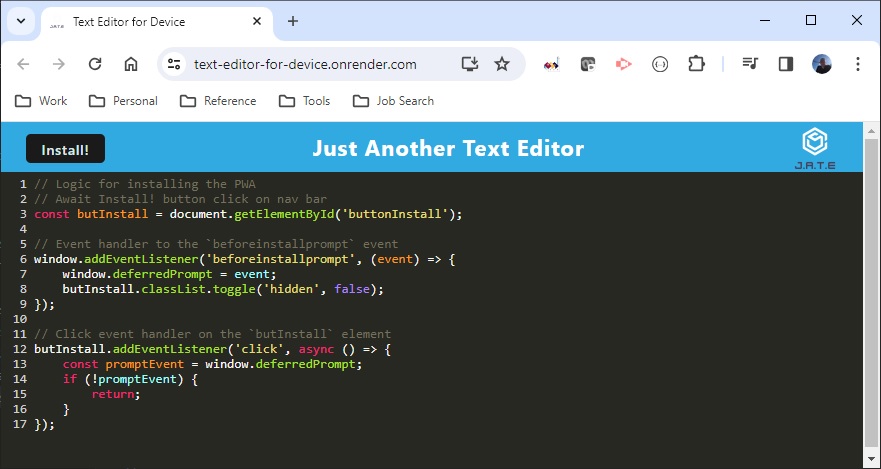 Text Editor for Device
text-editor-for-device.onrender.com
Work Personal Reference Tools Job Search
Install! Just Another Text Editor J.A.T.E
1 // Logic for installing the PWA
2 // Await Install! button click on nav bar
3 const butInstall = document.getElementById('buttonInstall');
4
5 // Event handler to the `beforeinstallprompt` event
6 window.addEventListener('beforeinstallprompt', (event) => {
7     window.deferredPrompt = event;
8     butInstall.classList.toggle('hidden', false);
9 });
10
11 // Click event handler on the `butInstall` element
12 butInstall.addEventListener('click', async () => {
13     const promptEvent = window.deferredPrompt;
14     if (!promptEvent) {
15         return;
16     }
17 });